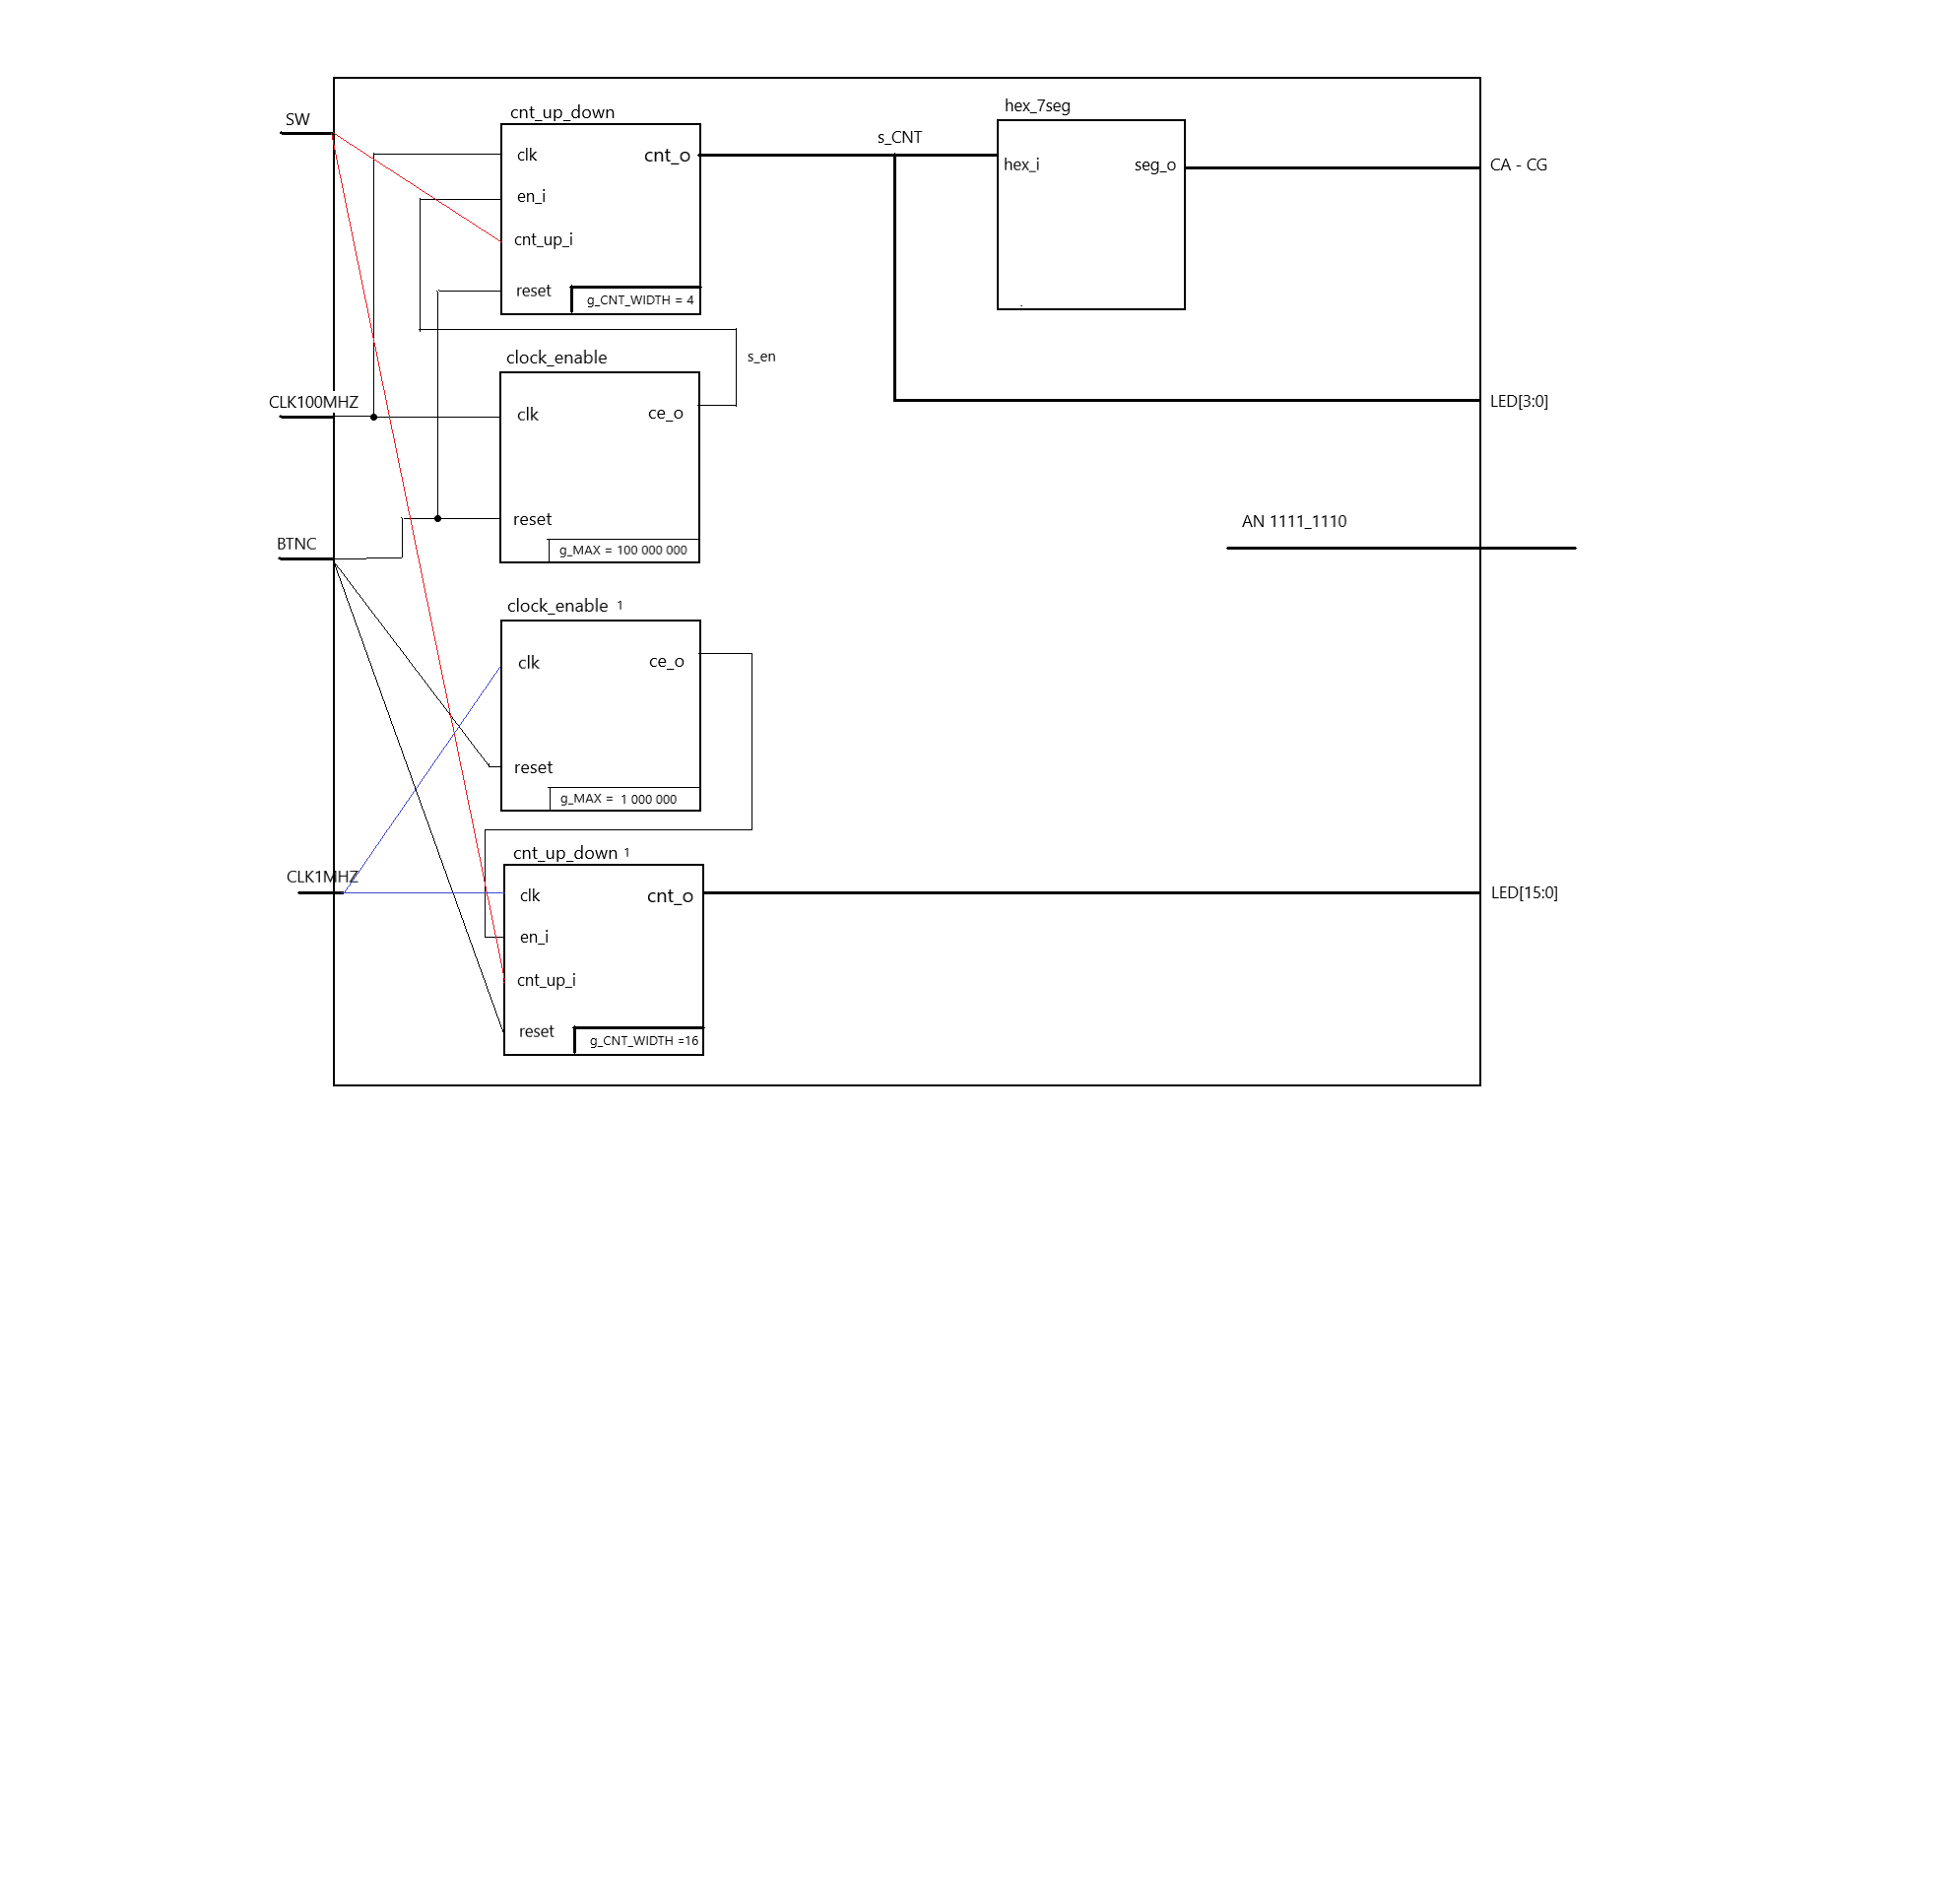 SW
cnt_up_down
clk
cnt_o
en_i
cnt_up_i
reset
g_CNT_WIDTH = 4
s_CNT
hex_7seg
hex_i
seg_o
CA - CG
s_en
CLK100MHZ
clock_enable
clk
ce_o
reset
g_MAX = 100 000 000
LED[3:0]
BTNC
AN 1111_1110
clock_enable 1
clk
ce_o
reset
g_MAX = 1 000 000
CLK1MHZ
cnt_up_down 1
clk
cnt_o
en_i
cnt_up_i
reset
g_CNT_WIDTH =16
LED[15:0]